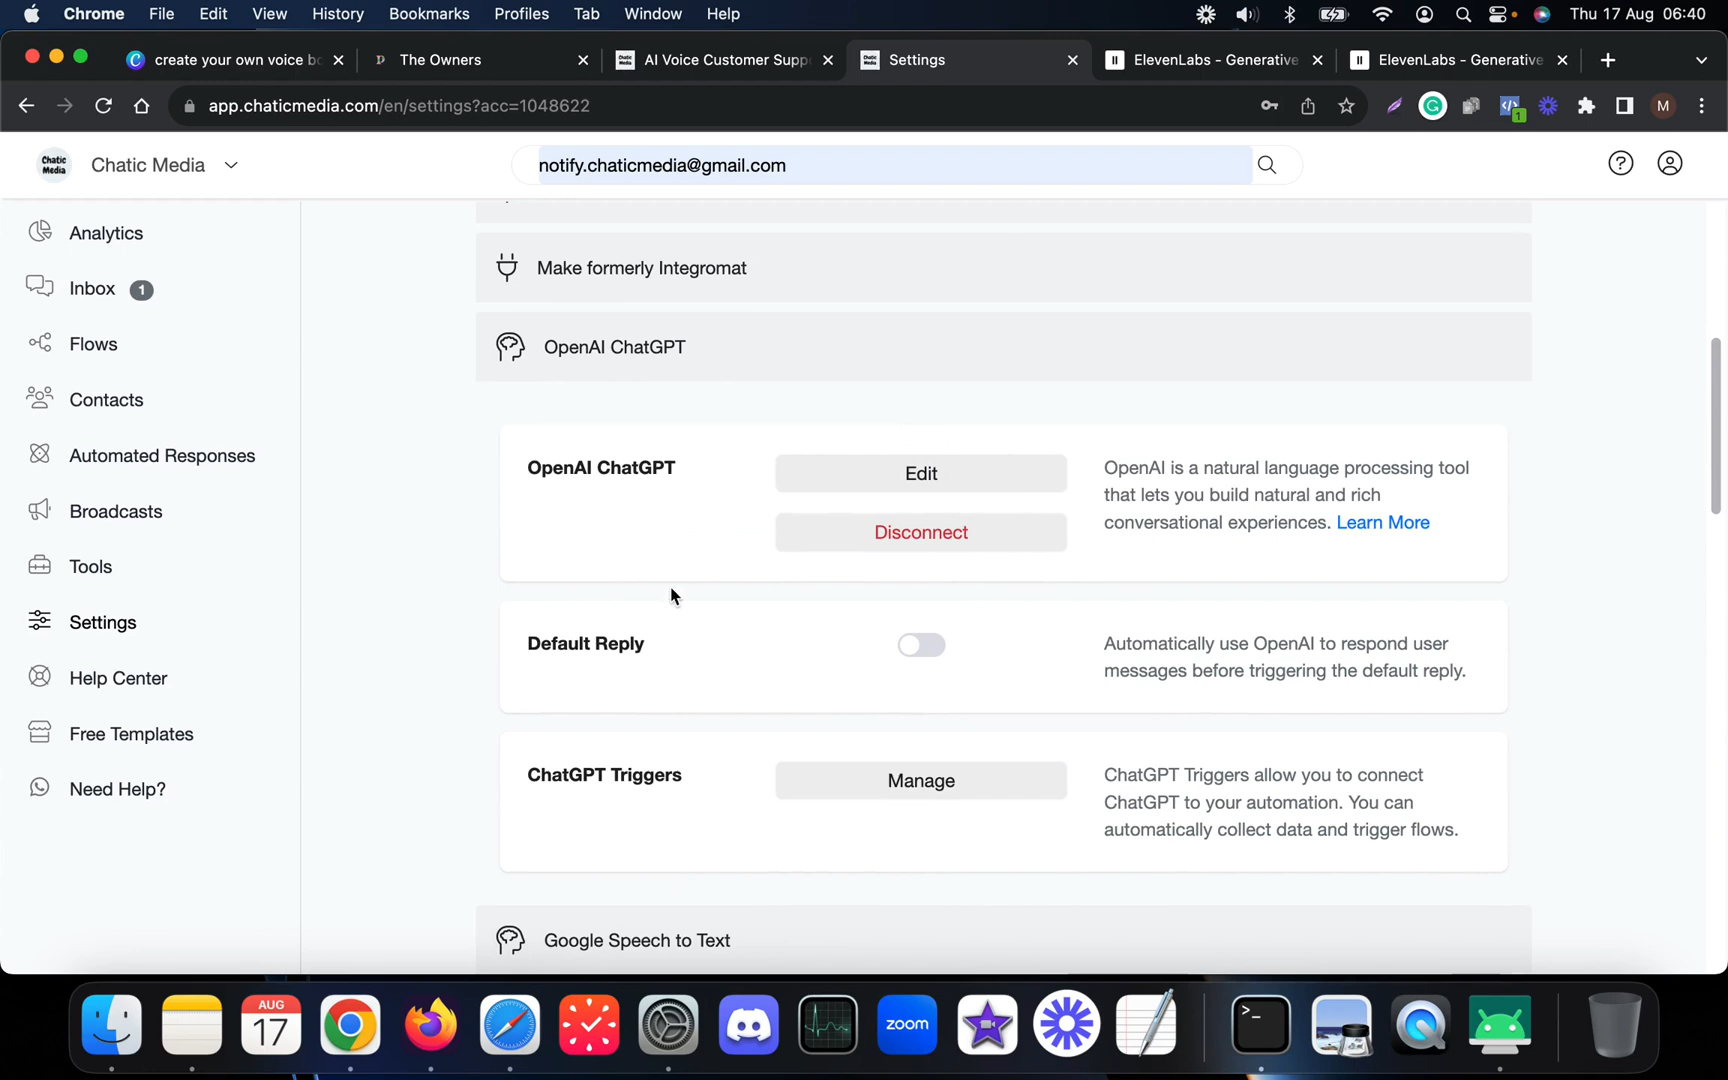 Chrome File Edit View History Bookmarks Profiles Tab Window Help Thu 17 Aug 06:40
create your own voice bo The Owners AI Voice Customer Supp Settings ElevenLabs - Generative ElevenLabs - Generative
app.chaticmedia.com/en/settings?acc=1048622 1 M
Chatic
Media
Chatic Media
notify.chaticmedia@gmail.com
Analytics
Inbox 1
Flows
Contacts
Automated Responses
Broadcasts
Tools
Settings
Help Center
Free Templates
Need Help?
Make formerly Integromat
OpenAI ChatGPT
OpenAI ChatGPT
Edit
Disconnect
OpenAI is a natural language processing tool
that lets you build natural and rich
conversational experiences. Learn More
Default Reply
Automatically use OpenAI to respond user
messages before triggering the default reply.
ChatGPT Triggers
Manage
ChatGPT Triggers allow you to connect
ChatGPT to your automation. You can
automatically collect data and trigger flows.
Google Speech to Text
AUG
17
zoom